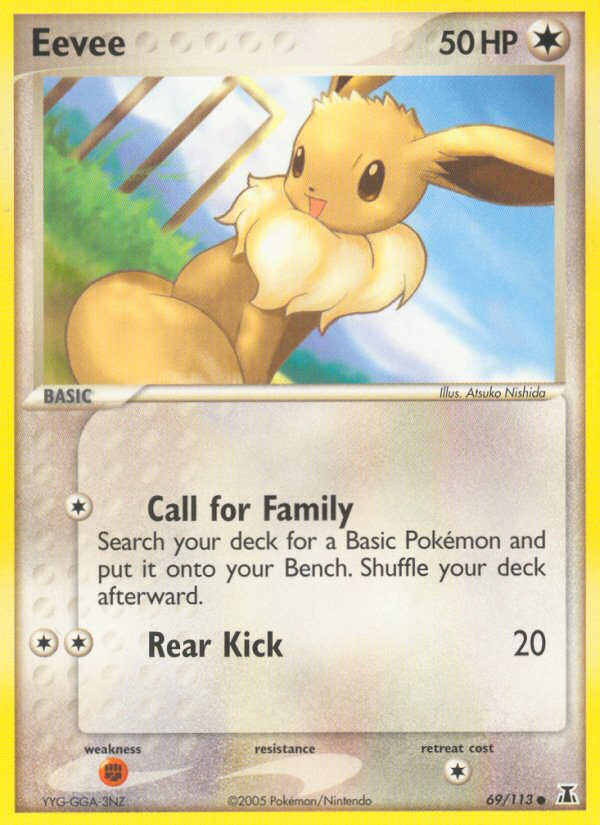 Eevee 50 HP
BASIC
Illus. Atsuko Nishida
Call for Family
Search your deck for a Basic Pokémon and
put it onto your Bench. Shuffle your deck
afterward.
Rear Kick 20
weakness resistance retreat cost
YYG-GGA-3NZ ©2005 Pokémon/Nintendo 69/113